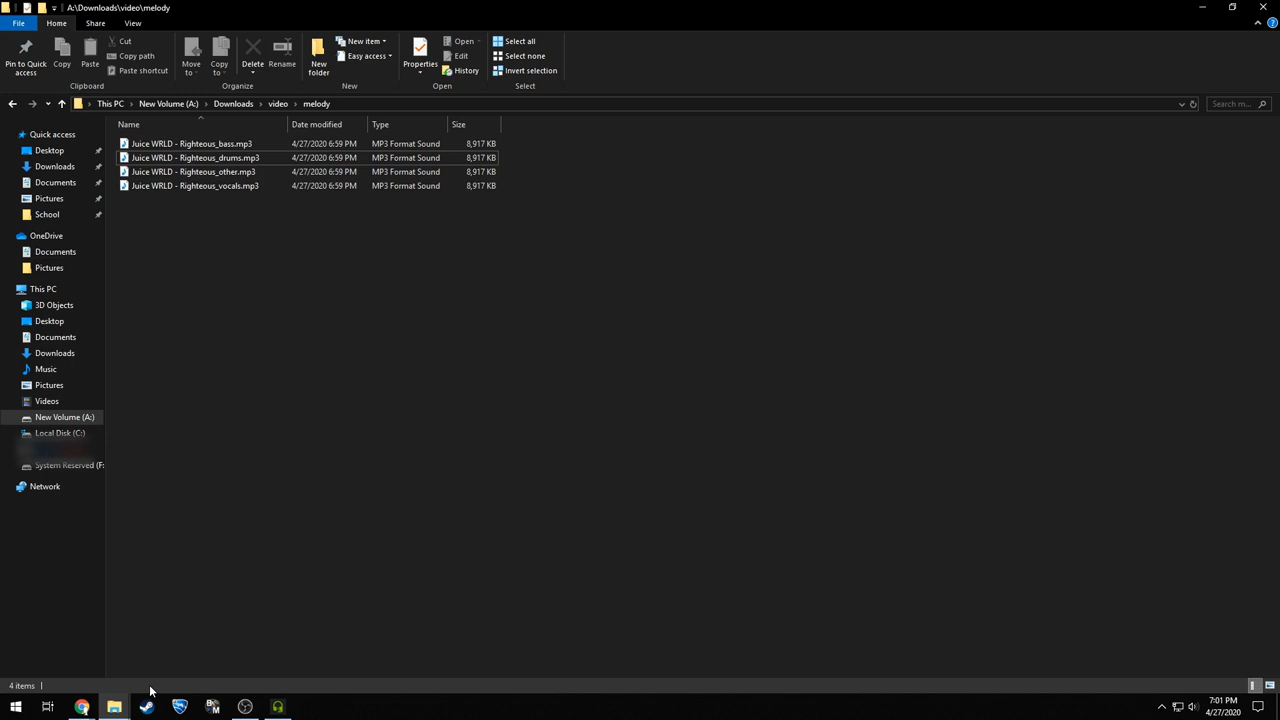 A:\Downloads\video\melody
File Home Share View
Pin to Quick access
Copy
Paste
Cut
Copy path
Paste shortcut
Clipboard
Move to
Copy to
Delete
Rename
Organize
New folder
New item
Easy access
New
Properties
Open
Edit
History
Open
Select all
Select none
Invert selection
Select
This PC › New Volume (A:) › Downloads › video › melody
Search m...
Name Date modified Type Size
Juice WRLD - Righteous_bass.mp3 4/27/2020 6:59 PM MP3 Format Sound 8,917 KB
Juice WRLD - Righteous_drums.mp3 4/27/2020 6:59 PM MP3 Format Sound 8,917 KB
Juice WRLD - Righteous_other.mp3 4/27/2020 6:59 PM MP3 Format Sound 8,917 KB
Juice WRLD - Righteous_vocals.mp3 4/27/2020 6:59 PM MP3 Format Sound 8,917 KB
Quick access
Desktop
Downloads
Documents
Pictures
School
OneDrive
Documents
Pictures
This PC
3D Objects
Desktop
Documents
Downloads
Music
Pictures
Videos
New Volume (A:)
Local Disk (C:)
System Reserved (F:
Network
4 items
7:01 PM
4/27/2020